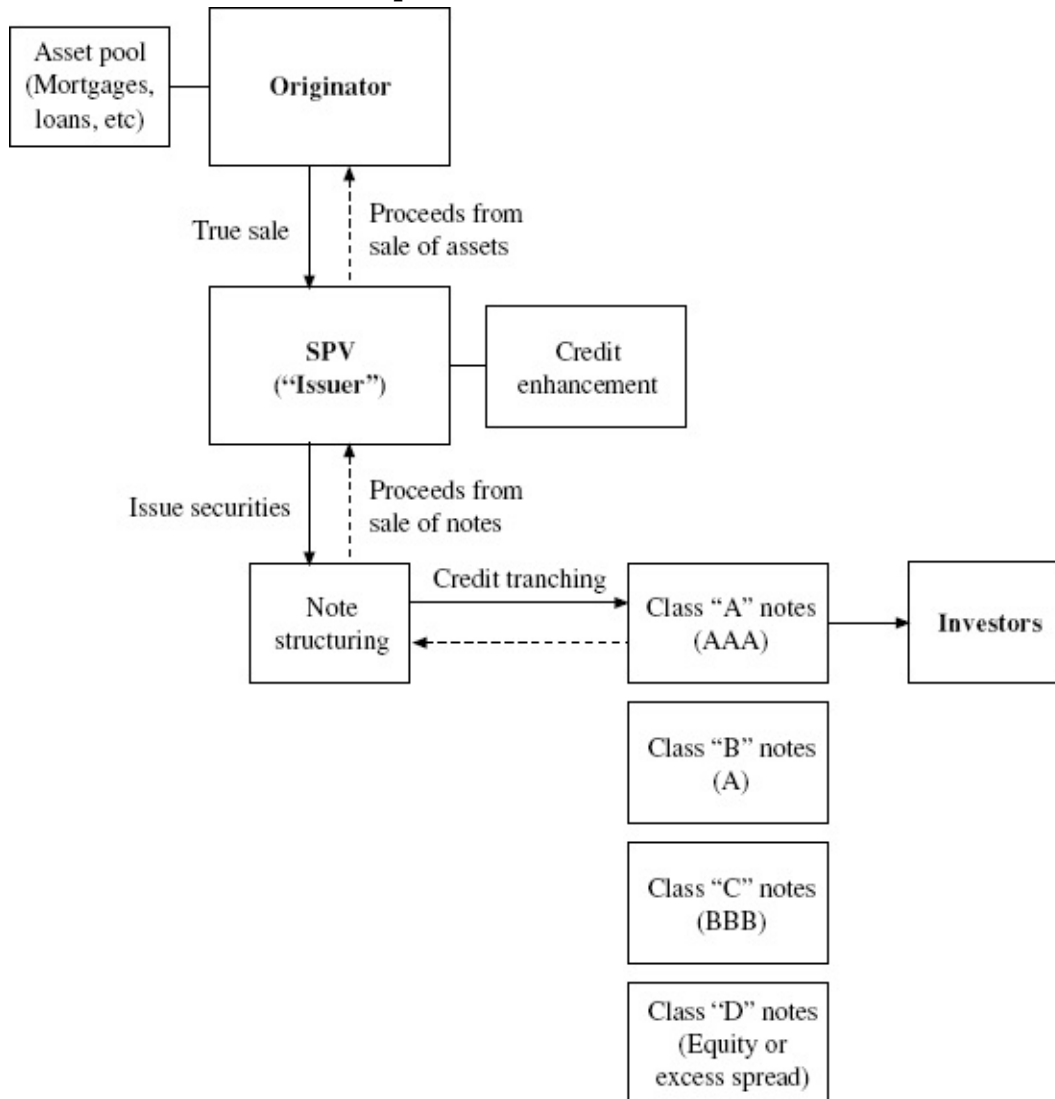 Asset pool
(Mortgages,
loans, etc)
Originator
True sale
Proceeds from
sale of assets
SPV
(“Issuer”)
Credit
enhancement
Issue securities
Proceeds from
sale of notes
Note
structuring
Credit tranching
Class “A” notes
(AAA)
Investors
Class “B” notes
(A)
Class “C” notes
(BBB)
Class “D” notes
(Equity or
excess spread)